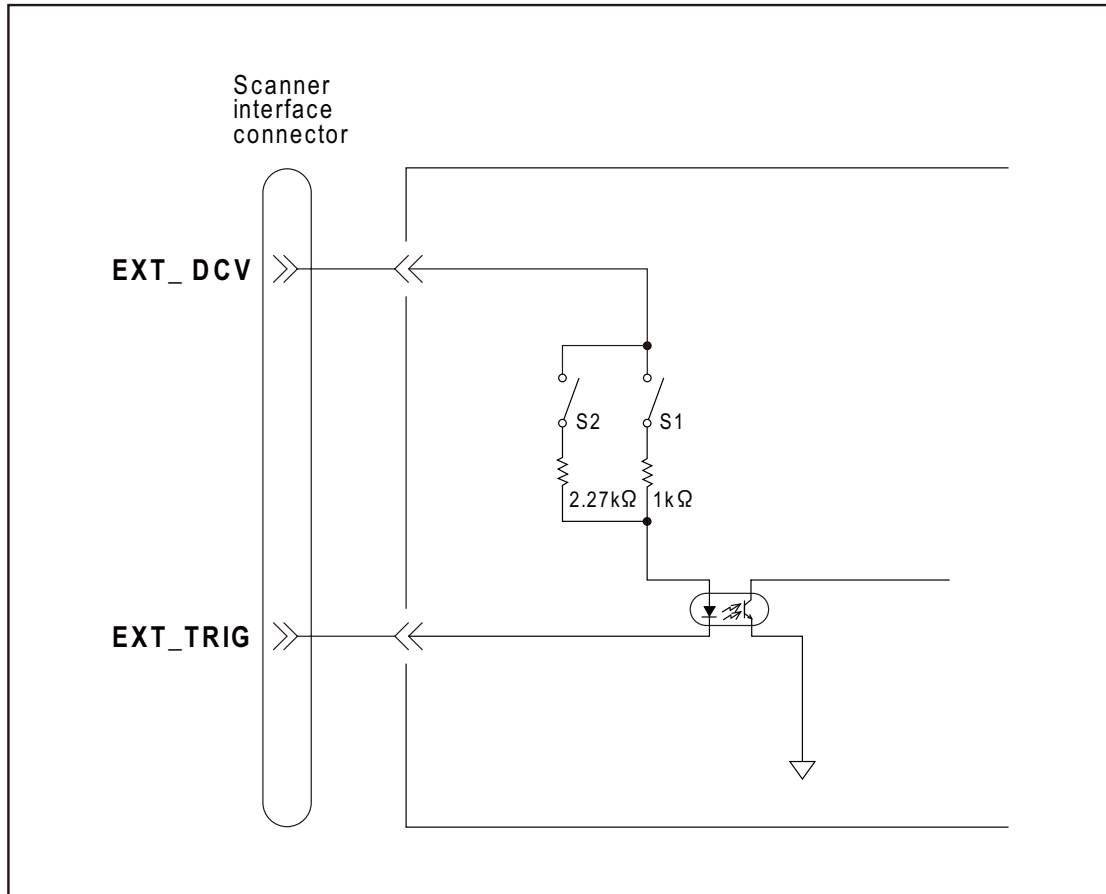 Scanner
interface
connector
EXT_ DCV
S2
S1
2.27kΩ
1kΩ
EXT_TRIG